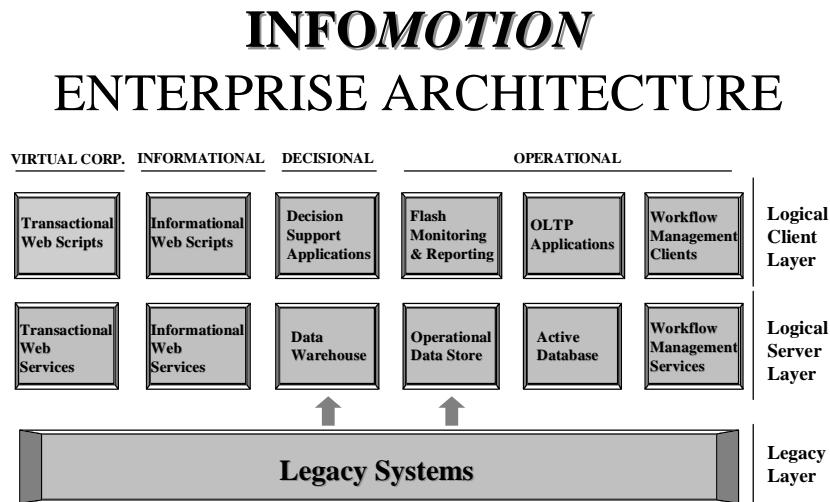 INFOMOTION
ENTERPRISE ARCHITECTURE
VIRTUAL CORP. INFORMATIONAL DECISIONAL OPERATIONAL
Transactional
Web Scripts
Informational
Web Scripts
Decision
Support
Applications
Flash
Monitoring
& Reporting
OLTP
Applications
Workflow
Management
Clients
Logical
Client
Layer
Transactional
Web
Services
Informational
Web
Services
Data
Warehouse
Operational
Data Store
Active
Database
Workflow
Management
Services
Logical
Server
Layer
Legacy Systems
Legacy
Layer